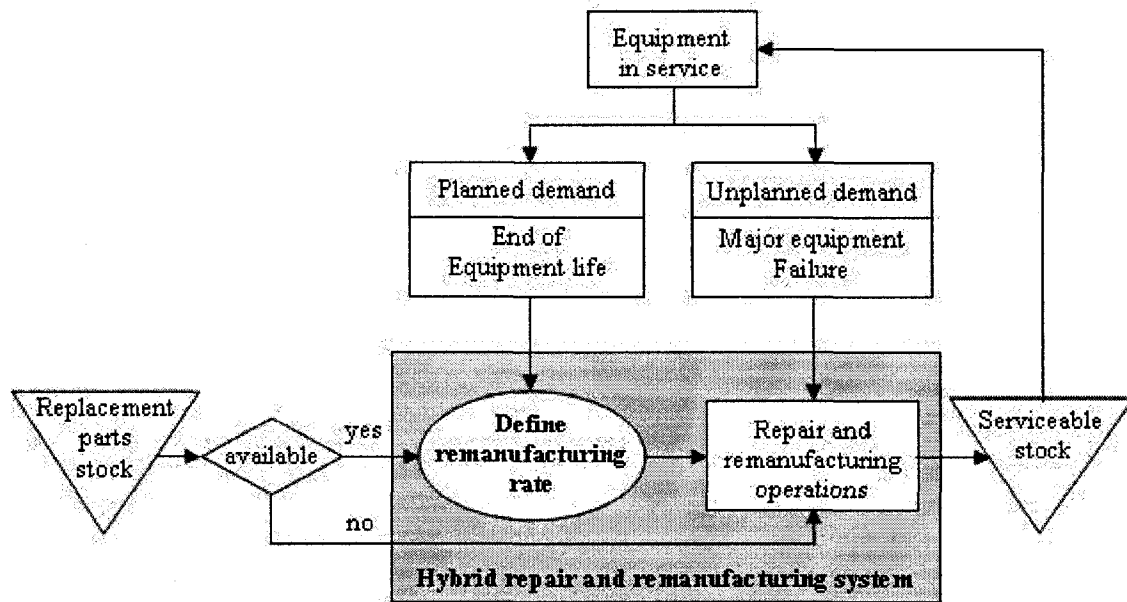 Equipment
in service
Planned demand
End of
Equipment life
Unplanned demand
Major equipment
Failure
Replacement
parts
stock
available
yes
no
Define
remanufacturing
rate
Repair and
remanufacturing
operations
Serviceable
stock
Hybrid repair and remanufacturing system